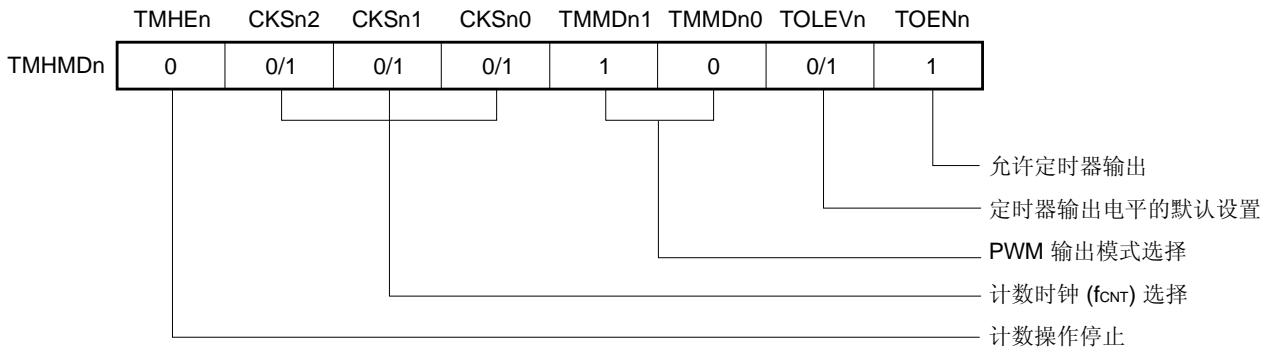 TMHEn CKSn2 CKSn1 CKSn0 TMMDn1 TMMDn0 TOLEVn TOENn
TMHMDn 0 0/1 0/1 0/1 1 0 0/1 1
允许定时器输出
定时器输出电平的默认设置
PWM 输出模式选择
计数时钟 (fCNT) 选择
计数操作停止